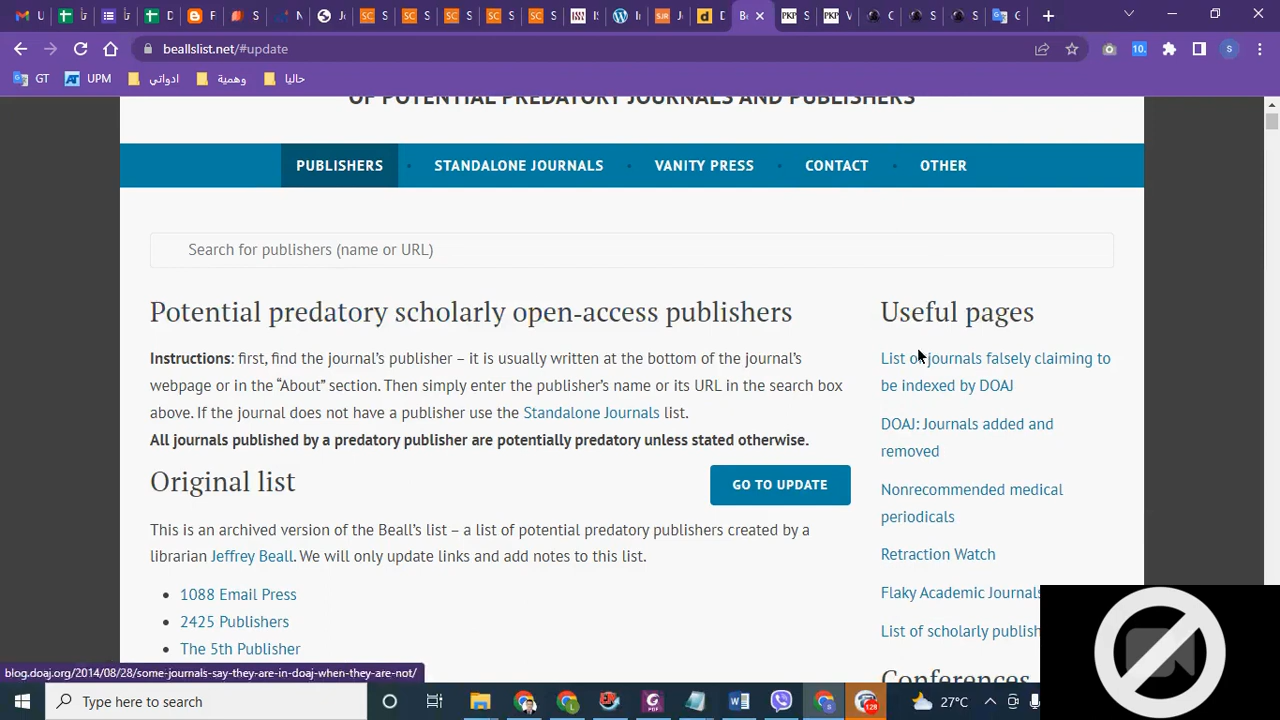 beallslist.net/#update
GT
UPM
ادواتي
وهمية
حاليا
OF POTENTIAL PREDATORY JOURNALS AND PUBLISHERS
PUBLISHERS
STANDALONE JOURNALS
VANITY PRESS
CONTACT
OTHER
Search for publishers (name or URL)
Potential predatory scholarly open-access publishers
Instructions: first, find the journal's publisher – it is usually written at the bottom of the journal's
webpage or in the “About” section. Then simply enter the publisher's name or its URL in the search box
above. If the journal does not have a publisher use the Standalone Journals list.
All journals published by a predatory publisher are potentially predatory unless stated otherwise.
Original list
GO TO UPDATE
This is an archived version of the Beall's list – a list of potential predatory publishers created by a
librarian Jeffrey Beall. We will only update links and add notes to this list.
1088 Email Press
2425 Publishers
The 5th Publisher
Useful pages
List of journals falsely claiming to
be indexed by DOAJ
DOAJ: Journals added and
removed
Nonrecommended medical
periodicals
Retraction Watch
Flaky Academic Journals
List of scholarly publish
Conferences
blog.doaj.org/2014/08/28/some-journals-say-they-are-in-doaj-when-they-are-not/
Type here to search
128
27°C